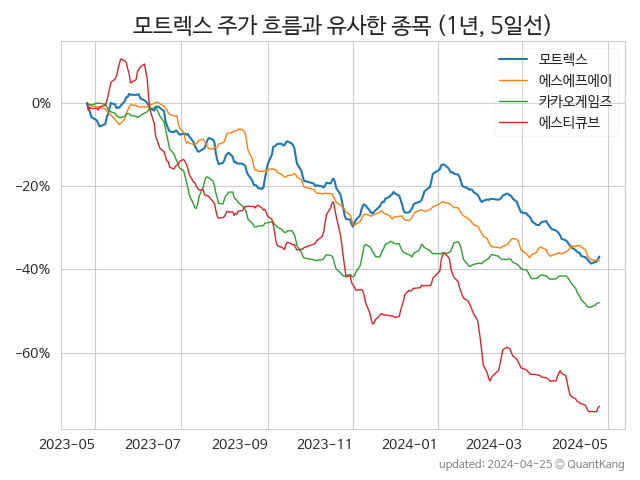 모트렉스 주가 흐름과 유사한 종목 (1년, 5일선)
모트렉스
에스에프에이
카카오게임즈
에스티큐브
0%
−20%
−40%
−60%
2023-05 2023-07 2023-09 2023-11 2024-01 2024-03 2024-05
updated: 2024-04-25 © QuantKang